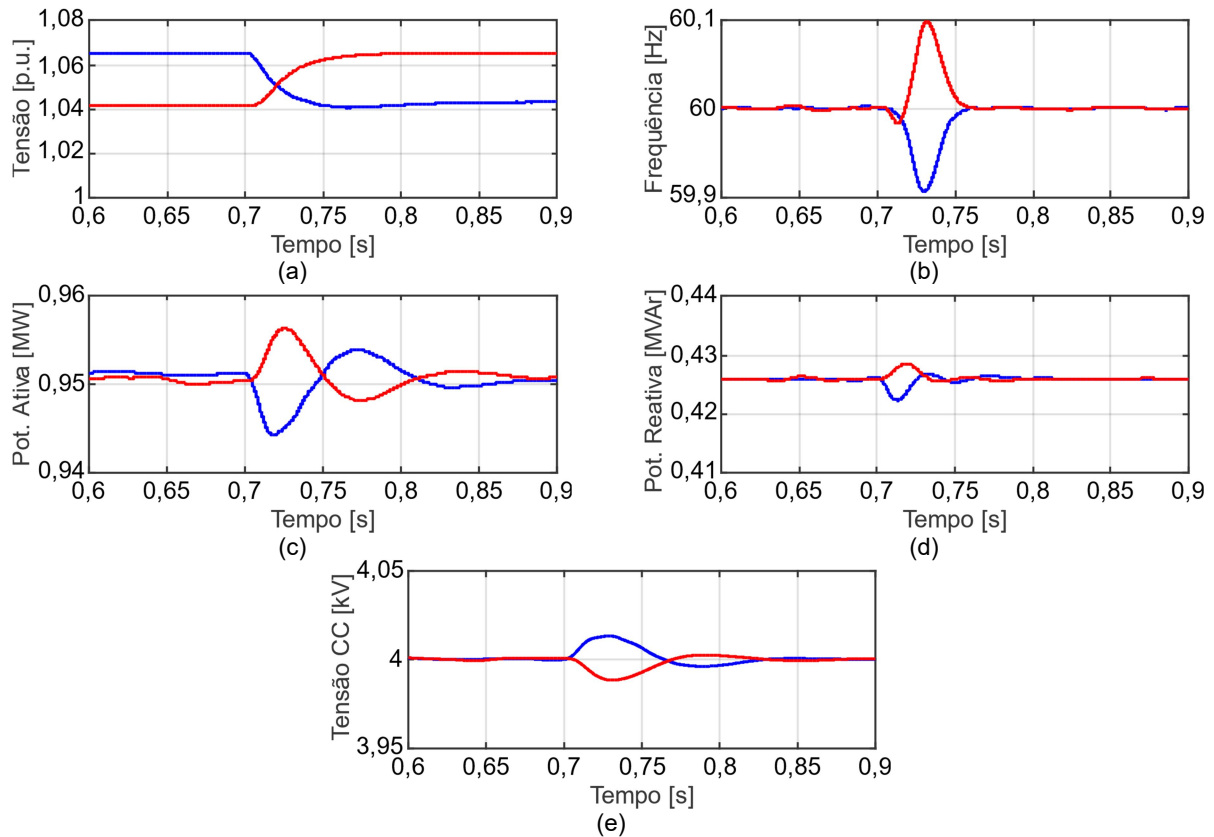 1,08
1,06
1,04
1,02
1
Tensão [p.u.]
0,6 0,65 0,7 0,75 0,8 0,85 0,9
Tempo [s]
(a)
60,1
60
59,9
Frequência [Hz]
0,6 0,65 0,7 0,75 0,8 0,85 0,9
Tempo [s]
(b)
0,96
0,95
0,94
Pot. Ativa [MW]
0,6 0,65 0,7 0,75 0,8 0,85 0,9
Tempo [s]
(c)
0,44
0,43
0,42
0,41
Pot. Reativa [MVAr]
0,6 0,65 0,7 0,75 0,8 0,85 0,9
Tempo [s]
(d)
4,05
4
3,95
Tensão CC [kV]
0,6 0,65 0,7 0,75 0,8 0,85 0,9
Tempo [s]
(e)